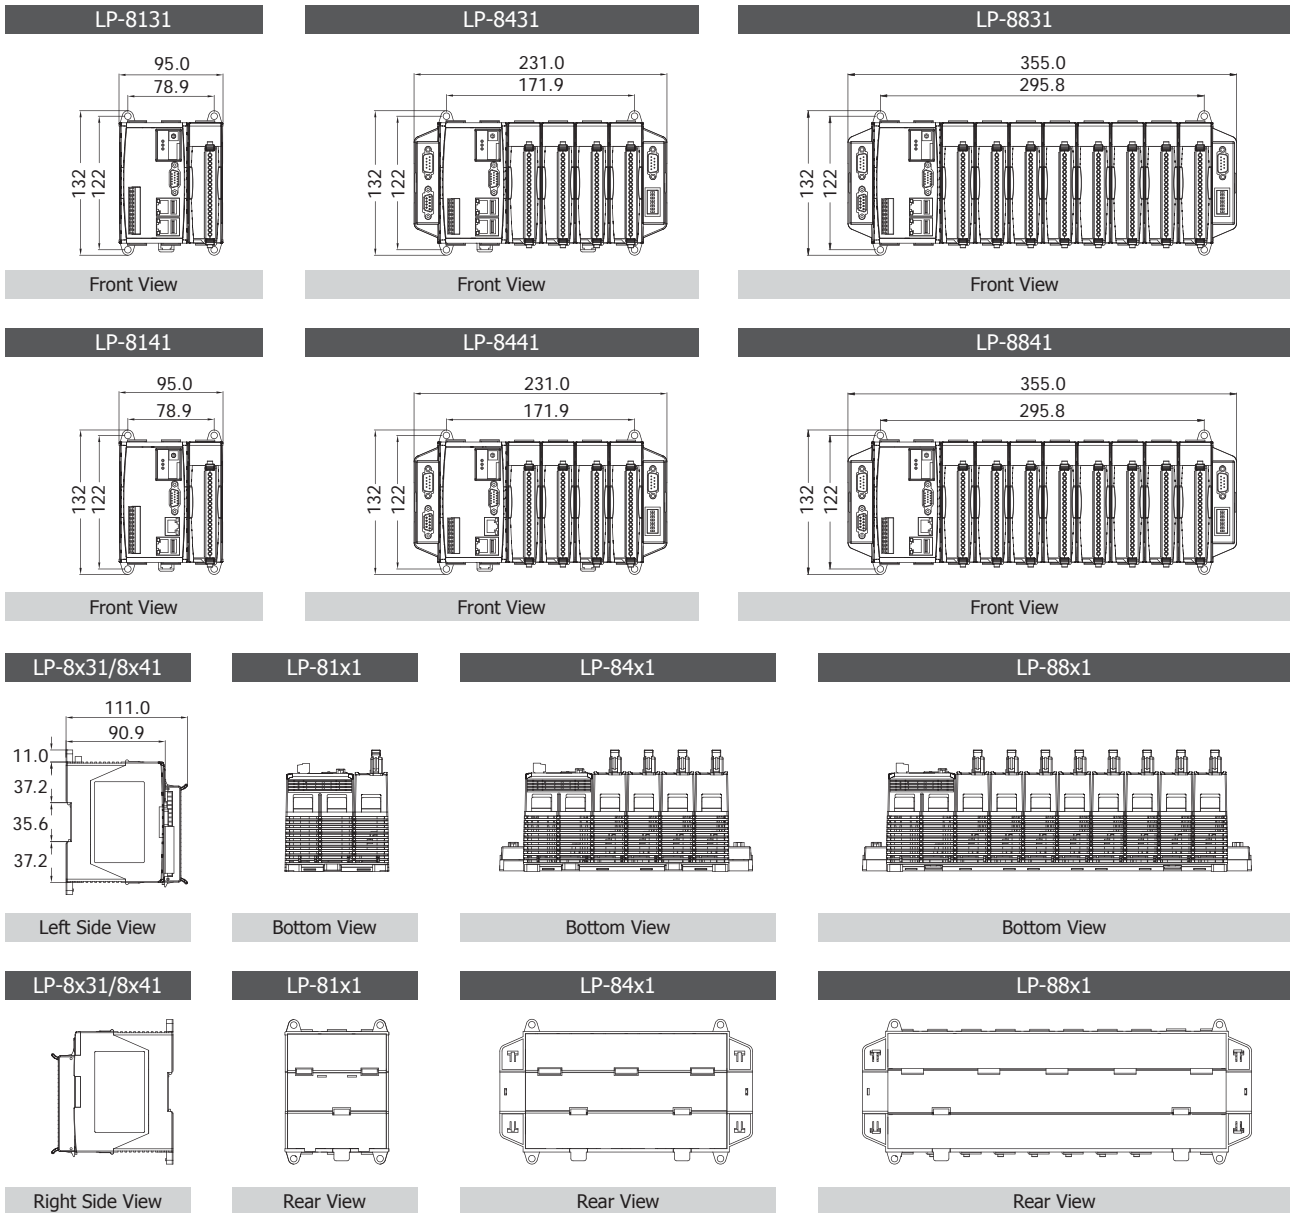 LP-8131
LP-8431
LP-8831
95.0
78.9
132
122
231.0
171.9
132
122
355.0
295.8
132
122
Front View
Front View
Front View
LP-8141
LP-8441
LP-8841
95.0
78.9
132
122
231.0
171.9
132
122
355.0
295.8
132
122
Front View
Front View
Front View
LP-8x31/8x41
LP-81x1
LP-84x1
LP-88x1
111.0
90.9
11.0
37.2
35.6
37.2
Left Side View
Bottom View
Bottom View
Bottom View
LP-8x31/8x41
LP-81x1
LP-84x1
LP-88x1
Right Side View
Rear View
Rear View
Rear View